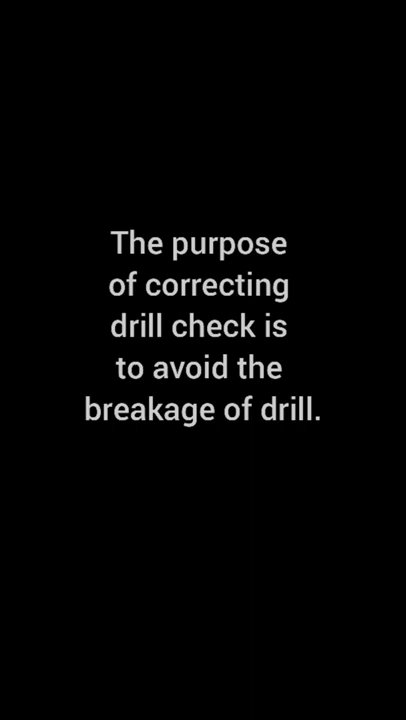 The purpose
of correcting
drill check is
to avoid the
breakage of drill.